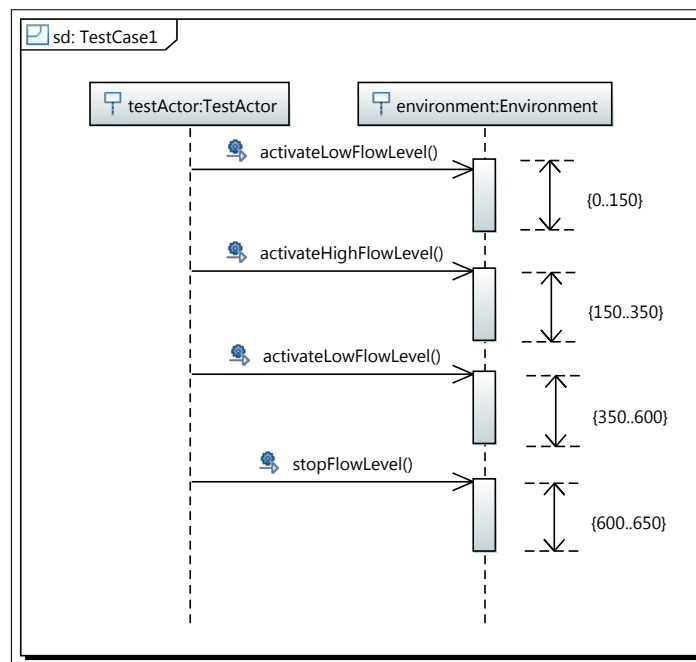 sd: TestCase1
testActor:TestActor
environment:Environment
activateLowFlowLevel()
{0..150}
activateHighFlowLevel()
{150..350}
activateLowFlowLevel()
{350..600}
stopFlowLevel()
{600..650}